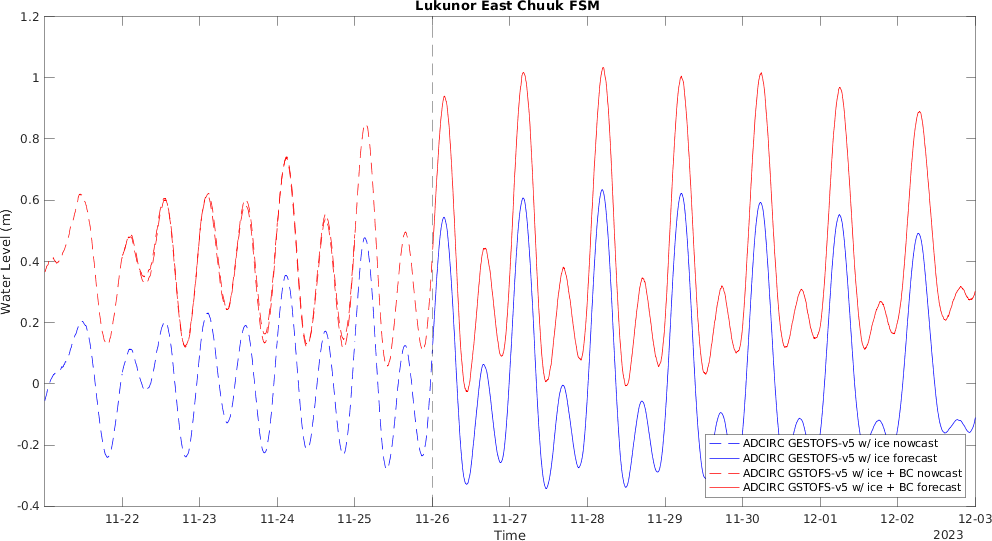 Lukunor East Chuuk FSM
1.2
1
0.8
0.6
0.4
0.2
0
-0.2
-0.4
Water Level (m)
ADCIRC GESTOFS-v5 w/ ice nowcast
ADCIRC GESTOFS-v5 w/ ice forecast
ADCIRC GSTOFS-v5 w/ ice + BC nowcast
ADCIRC GSTOFS-v5 w/ ice + BC forecast
11-22 11-23 11-24 11-25 11-26 11-27 11-28 11-29 11-30 12-01 12-02 12-03
Time
2023